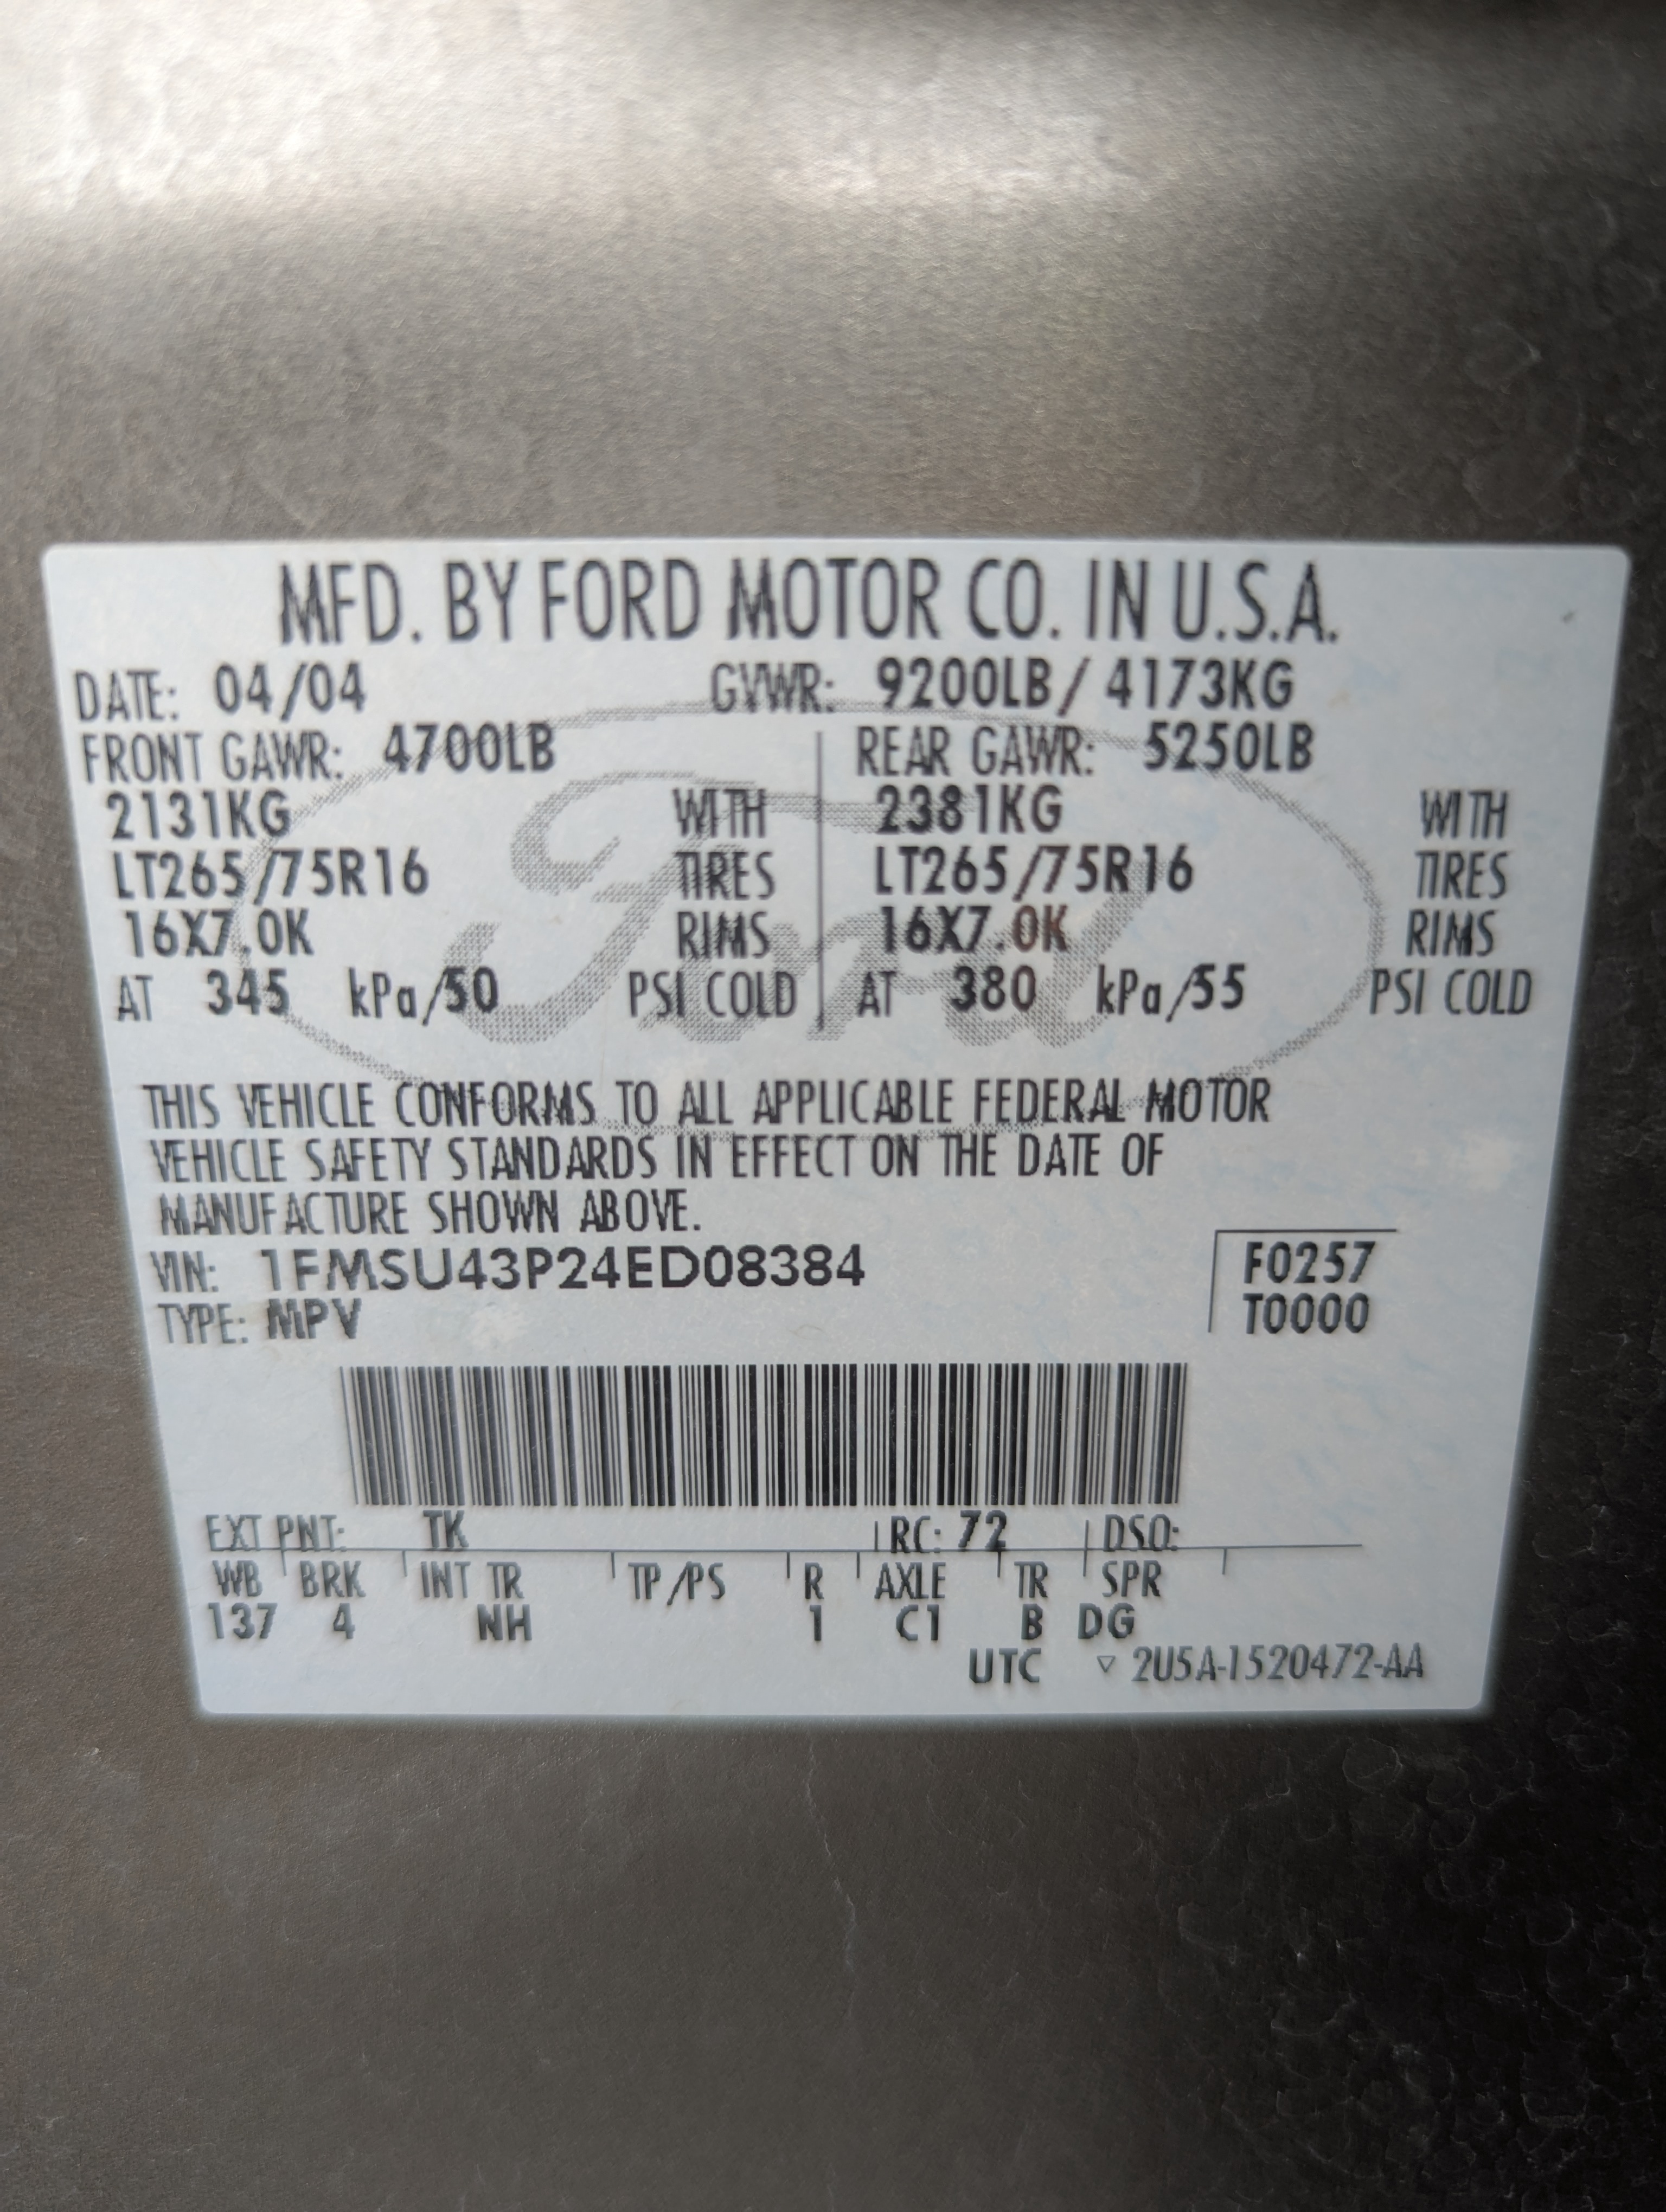 MFD. BY FORD MOTOR CO. IN U.S.A.
DATE: 04/04 GVWR: 9200LB/ 4173KG
FRONT GAWR: 4700LB REAR GAWR: 5250LB
2131KG WITH 2381KG WITH
LT265/75R16 TIRES LT265/75R16 TIRES
16X7.0K RIMS 16X7.0K RIMS
AT 345 kPa/50 PSI COLD AT 380 kPa/55 PSI COLD
Ford
THIS VEHICLE CONFORMS TO ALL APPLICABLE FEDERAL MOTOR
VEHICLE SAFETY STANDARDS IN EFFECT ON THE DATE OF
MANUFACTURE SHOWN ABOVE.
VIN: 1FMSU43P24ED08384 F0257
TYPE: MPV T0000
EXT PNT: TK RC: 72 DSO:
WB BRK INT TR TP/PS R AXLE TR SPR
137 4 NH 1 C1 B DG
UTC ▽ 2U5A-1520472-AA